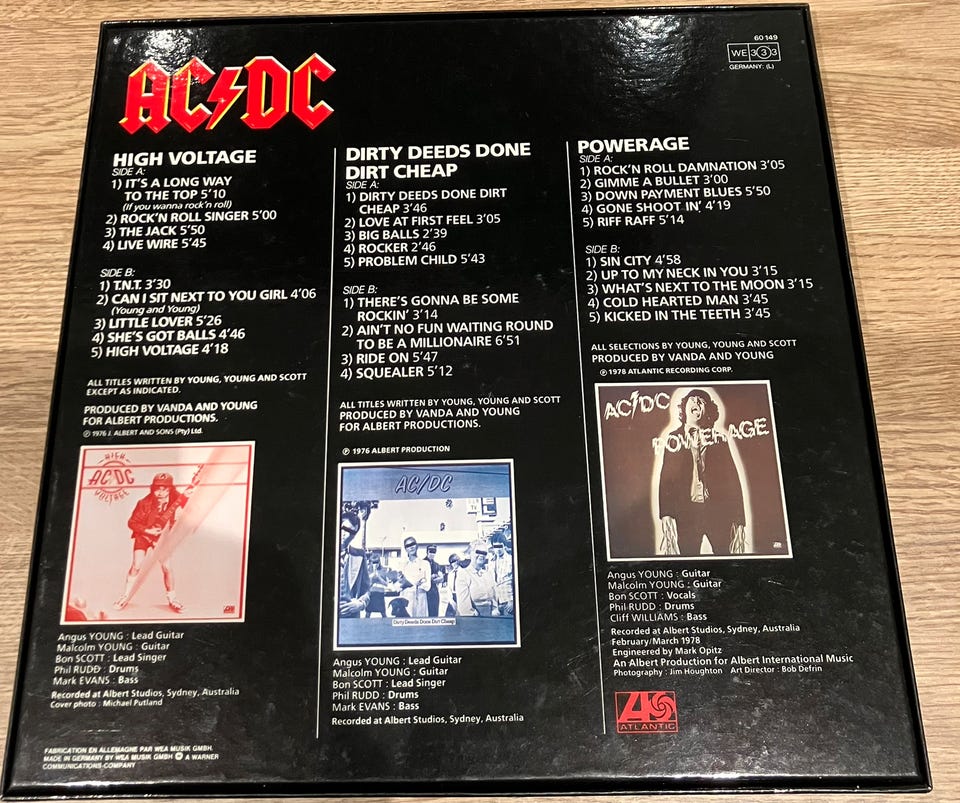 AC/DC
60 149
WE 333
GERMANY: (L)
HIGH VOLTAGE
SIDE A:
1) IT'S A LONG WAY
TO THE TOP 5'10
(If you wanna rock'n roll)
2) ROCK'N ROLL SINGER 5'00
3) THE JACK 5'50
4) LIVE WIRE 5'45
SIDE B:
1) T.N.T. 3'30
2) CAN I SIT NEXT TO YOU GIRL 4'06
(Young and Young)
3) LITTLE LOVER 5'26
4) SHE'S GOT BALLS 4'46
5) HIGH VOLTAGE 4'18
ALL TITLES WRITTEN BY YOUNG, YOUNG AND SCOTT
EXCEPT AS INDICATED.
PRODUCED BY VANDA AND YOUNG
FOR ALBERT PRODUCTIONS.
℗ 1976 J. ALBERT AND SONS (Pty) Ltd.
HIGH
AC/DC
VOLTAGE
Angus YOUNG : Lead Guitar
Malcolm YOUNG : Guitar
Bon SCOTT : Lead Singer
Phil RUDD : Drums
Mark EVANS : Bass
Recorded at Albert Studios, Sydney, Australia
Cover photo : Michael Putland
FABRICATION EN ALLEMAGNE PAR WEA MUSIK GMBH.
MADE IN GERMANY BY WEA MUSIK GMBH A WARNER
COMMUNICATIONS-COMPANY
DIRTY DEEDS DONE
DIRT CHEAP
SIDE A:
1) DIRTY DEEDS DONE DIRT
CHEAP 3'46
2) LOVE AT FIRST FEEL 3'05
3) BIG BALLS 2'39
4) ROCKER 2'46
5) PROBLEM CHILD 5'43
SIDE B:
1) THERE'S GONNA BE SOME
ROCKIN' 3'14
2) AIN'T NO FUN WAITING ROUND
TO BE A MILLIONAIRE 6'51
3) RIDE ON 5'47
4) SQUEALER 5'12
ALL TITLES WRITTEN BY YOUNG, YOUNG AND SCOTT
PRODUCED BY VANDA AND YOUNG
FOR ALBERT PRODUCTIONS.
℗ 1976 ALBERT PRODUCTION
AC/DC
TV
Dirty Deeds Done Dirt Cheap
Angus YOUNG : Lead Guitar
Malcolm YOUNG : Guitar
Bon SCOTT : Lead Singer
Phil RUDD : Drums
Mark EVANS : Bass
Recorded at Albert Studios, Sydney, Australia
POWERAGE
SIDE A:
1) ROCK'N ROLL DAMNATION 3'05
2) GIMME A BULLET 3'00
3) DOWN PAYMENT BLUES 5'50
4) GONE SHOOT IN' 4'19
5) RIFF RAFF 5'14
SIDE B:
1) SIN CITY 4'58
2) UP TO MY NECK IN YOU 3'15
3) WHAT'S NEXT TO THE MOON 3'15
4) COLD HEARTED MAN 3'45
5) KICKED IN THE TEETH 3'45
ALL SELECTIONS BY YOUNG, YOUNG AND SCOTT
PRODUCED BY VANDA AND YOUNG
℗ 1978 ATLANTIC RECORDING CORP.
AC/DC
POWERAGE
Angus YOUNG : Guitar
Malcolm YOUNG : Guitar
Bon SCOTT : Vocals
Phil RUDD : Drums
Cliff WILLIAMS : Bass
Recorded at Albert Studios, Sydney, Australia
February/March 1978
Engineered by Mark Opitz
An Albert Production for Albert International Music
Photography : Jim Houghton Art Director : Bob Defrin
ATLANTIC